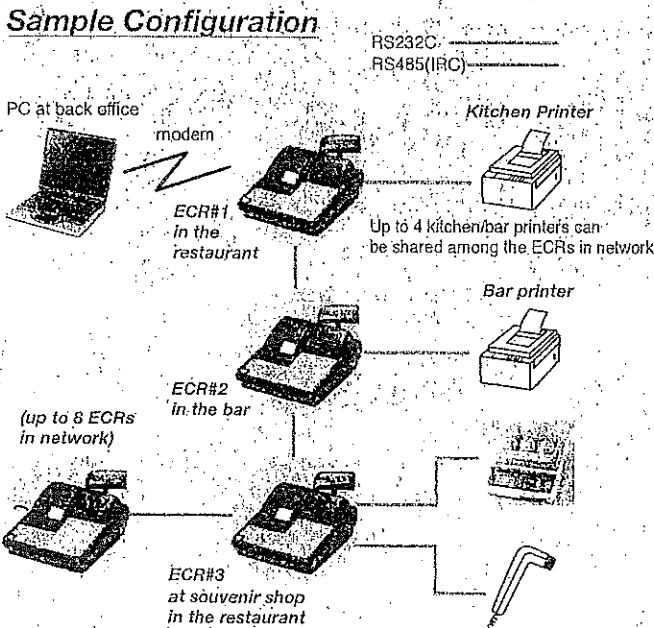 Sample Configuration
RS232C
RS485(IRC)
PC at back office
modem
Kitchen Printer
ECR#1
in the
restaurant
Up to 4 kitchen/bar printers can
be shared among the ECRs in network
Bar printer
ECR#2
in the bar
(up to 8 ECRs
in network)
ECR#3
at souvenir shop
in the restaurant